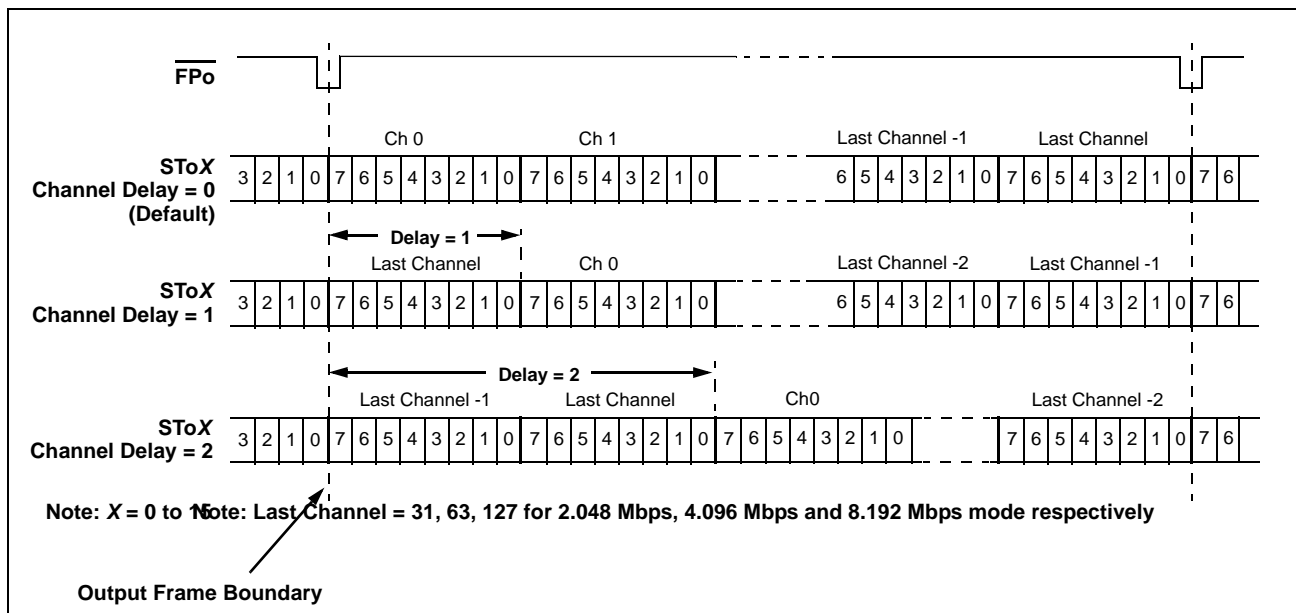 FPo
Ch 0 Ch 1 Last Channel -1 Last Channel
SToX
Channel Delay = 0
(Default)
3 2 1 0 7 6 5 4 3 2 1 0 7 6 5 4 3 2 1 0 6 5 4 3 2 1 0 7 6 5 4 3 2 1 0 7 6
Delay = 1
Last Channel Ch 0 Last Channel -2 Last Channel -1
SToX
Channel Delay = 1
3 2 1 0 7 6 5 4 3 2 1 0 7 6 5 4 3 2 1 0 6 5 4 3 2 1 0 7 6 5 4 3 2 1 0 7 6
Delay = 2
Last Channel -1 Last Channel Ch0 Last Channel -2
SToX
Channel Delay = 2
3 2 1 0 7 6 5 4 3 2 1 0 7 6 5 4 3 2 1 0 7 6 5 4 3 2 1 0 7 6 5 4 3 2 1 0 7 6
Note: X = 0 to 15 Note: Last Channel = 31, 63, 127 for 2.048 Mbps, 4.096 Mbps and 8.192 Mbps mode respectively
Output Frame Boundary